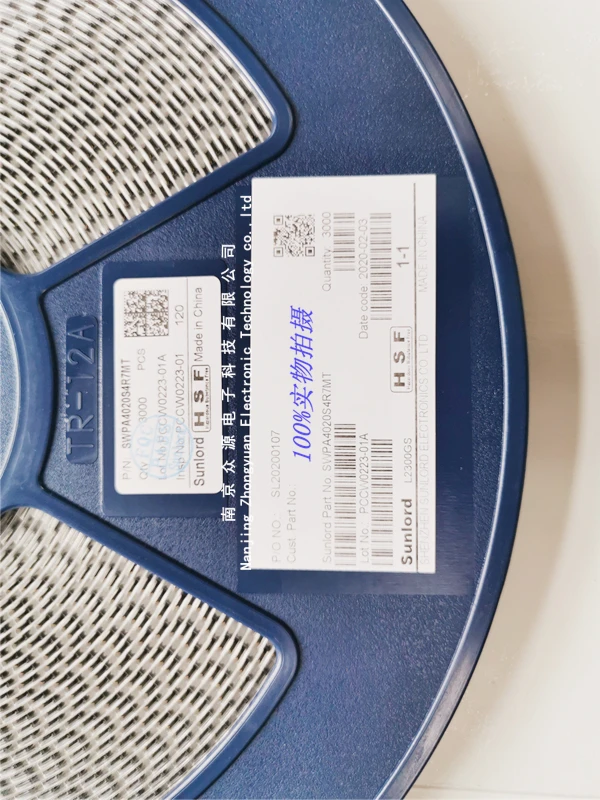 TR-12A
P/N: SWPA4020S4R7MT
Qty: 3000 PCS
Lot No: PCCW0223-01A
Insp No: PCCW0223-01 120
Sunlord HSF Made in China
南京众源电子科技有限公司
Nanjing Zhongyuan Electronic Technology co.,ltd
P/O NO.: SL20200107
Cust. Part No.
100%实物拍摄
Quantity 3000
Sunlord Part No. SWPA4020S4R7MT
Date code 2020-02-03
Lot No PCCW0223-01A
HSF
1-1
Sunlord L2300GS
SHENZHEN SUNLORD ELECTRONICS CO. LTD MADE IN CHINA